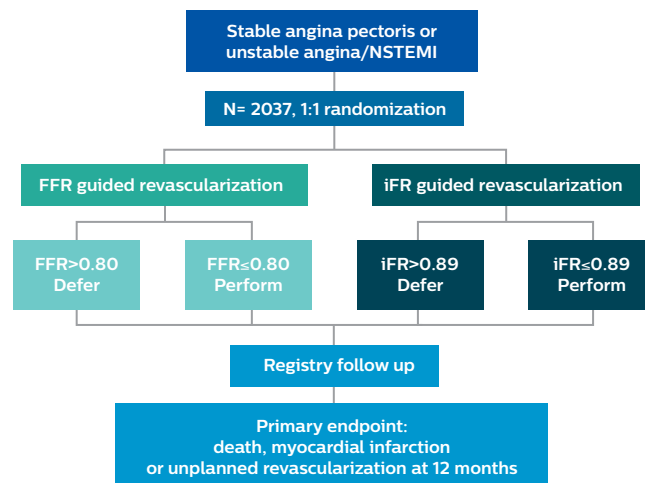 Stable angina pectoris or
unstable angina/NSTEMI
N= 2037, 1:1 randomization
FFR guided revascularization
iFR guided revascularization
FFR>0.80
Defer
FFR≤0.80
Perform
iFR>0.89
Defer
iFR≤0.89
Perform
Registry follow up
Primary endpoint:
death, myocardial infarction
or unplanned revascularization at 12 months